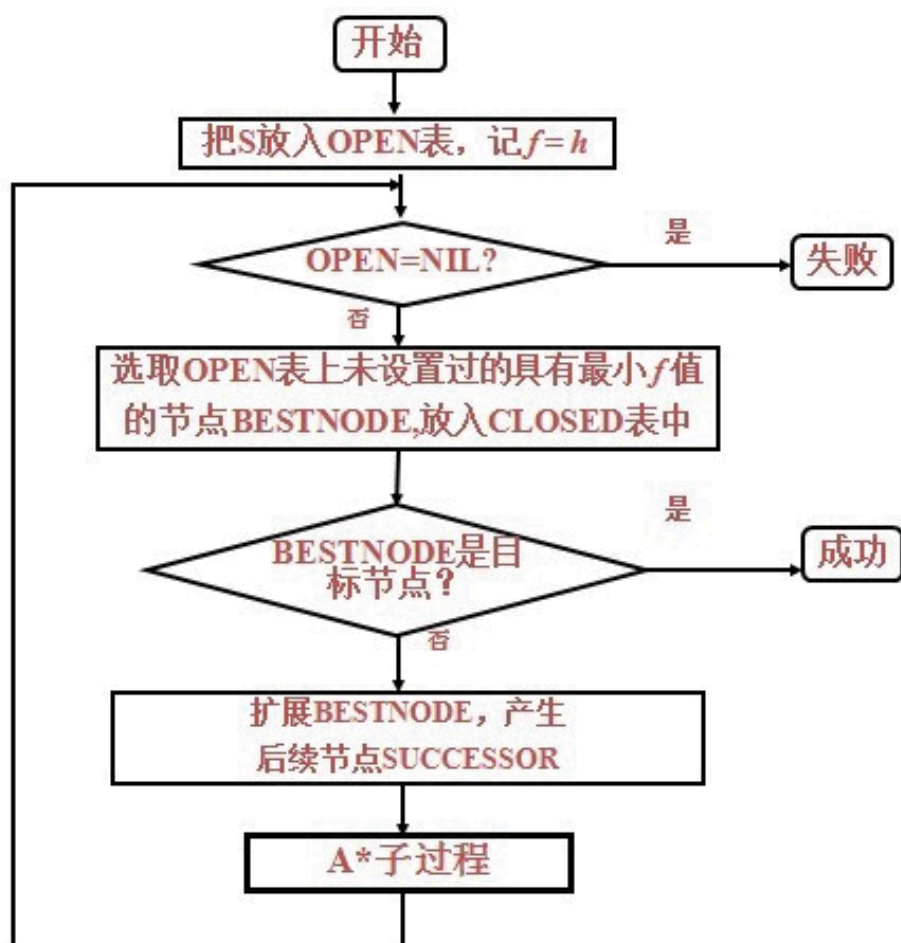 开始
把S放入OPEN表，记f=h
是
OPEN=NIL?
失败
否
选取OPEN表上未设置过的具有最小f值
的节点BESTNODE,放入CLOSED表中
是
BESTNODE是目
标节点?
成功
否
扩展BESTNODE，产生
后续节点SUCCESSOR
A*子过程